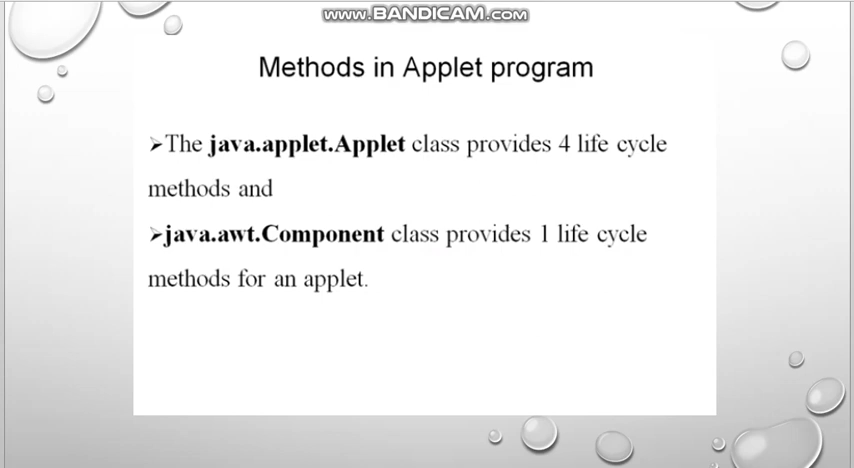 www.BANDICAM.com
Methods in Applet program
➢The java.applet.Applet class provides 4 life cycle
methods and
➢java.awt.Component class provides 1 life cycle
methods for an applet.